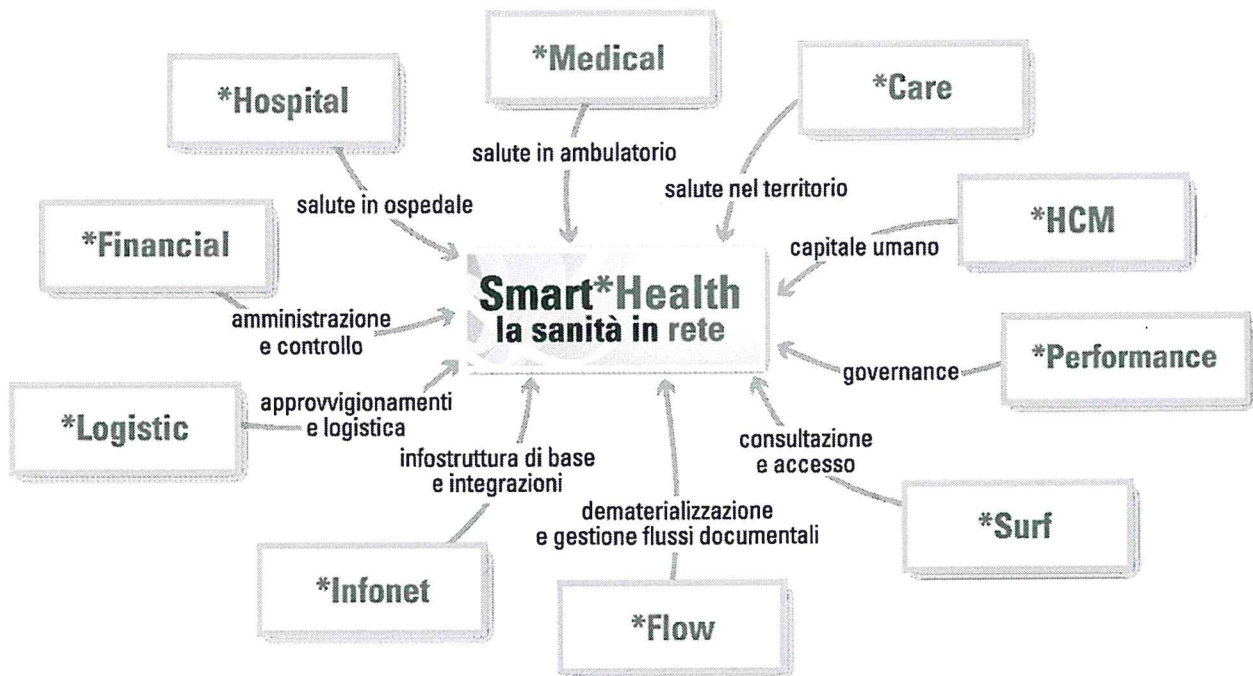 *Medical
*Hospital
*Care
salute in ambulatorio
salute nel territorio
salute in ospedale
*HCM
*Financial
capitale umano
Smart*Health
la sanità in rete
amministrazione
e controllo
*Performance
governance
approvvigionamenti
e logistica
*Logistic
consultazione
e accesso
infostruttura di base
e integrazioni
dematerializzazione
e gestione flussi documentali
*Surf
*Infonet
*Flow